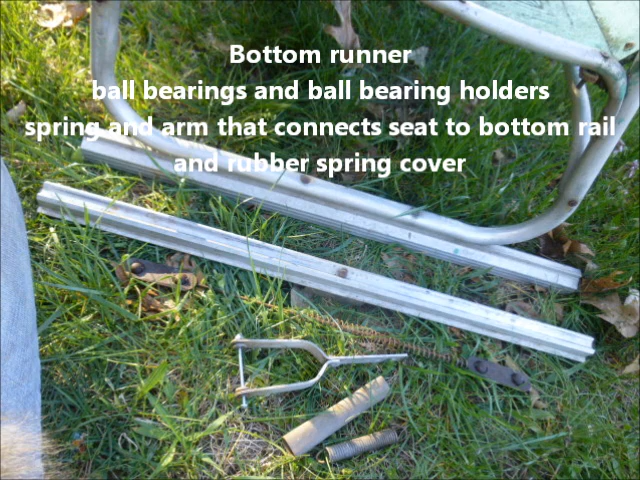 Bottom runner
ball bearings and ball bearing holders
spring and arm that connects seat to bottom rail
and rubber spring cover